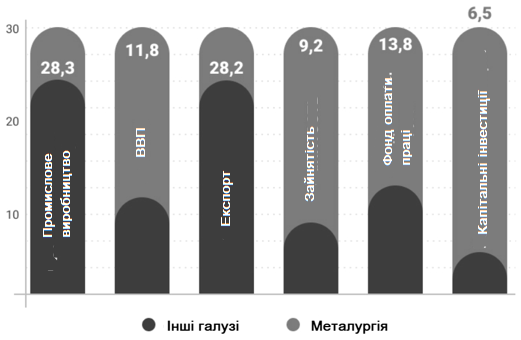 6,5
30
28,3
11,8
28,2
9,2
13,8
20
10
Промислове
виробництво
ВВП
Експорт
Зайнятість
Фонд оплати
праці
Капітальні інвестиції
Інші галузі
Металургія